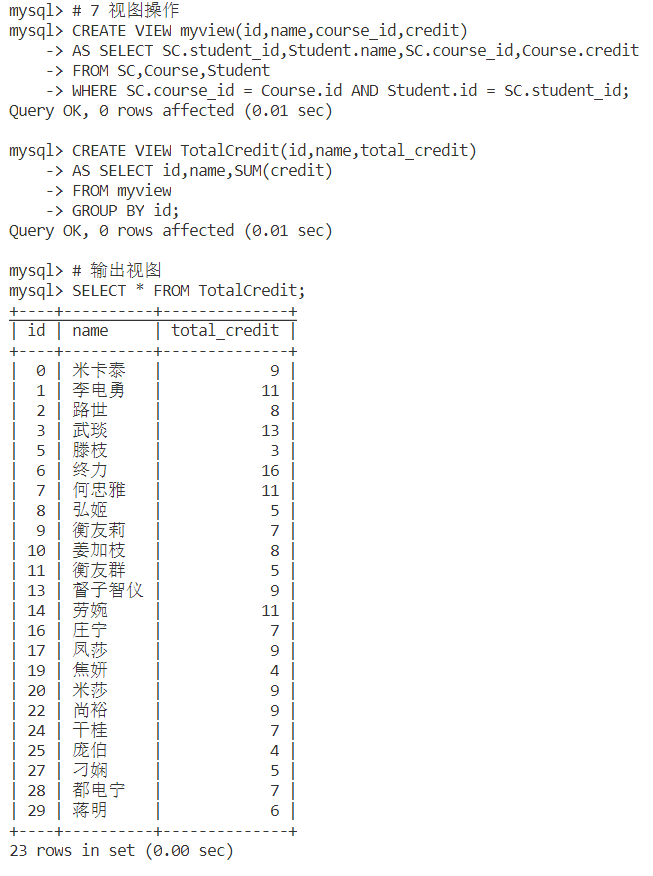 mysql> # 7 视图操作
mysql> CREATE VIEW myview(id,name,course_id,credit)
    -> AS SELECT SC.student_id,Student.name,SC.course_id,Course.credit
    -> FROM SC,Course,Student
    -> WHERE SC.course_id = Course.id AND Student.id = SC.student_id;
Query OK, 0 rows affected (0.01 sec)

mysql> CREATE VIEW TotalCredit(id,name,total_credit)
    -> AS SELECT id,name,SUM(credit)
    -> FROM myview
    -> GROUP BY id;
Query OK, 0 rows affected (0.01 sec)

mysql> # 输出视图
mysql> SELECT * FROM TotalCredit;
+----+----------+--------------+
| id | name     | total_credit |
+----+----------+--------------+
|  0 | 米卡泰   |            9 |
|  1 | 李电勇   |           11 |
|  2 | 路世     |            8 |
|  3 | 武琰     |           13 |
|  5 | 滕枝     |            3 |
|  6 | 终力     |           16 |
|  7 | 何忠雅   |           11 |
|  8 | 弘姬     |            5 |
|  9 | 衡友莉   |            7 |
| 10 | 姜加枝   |            8 |
| 11 | 衡友群   |            5 |
| 13 | 督子智仪 |            9 |
| 14 | 劳婉     |           11 |
| 16 | 庄宁     |            7 |
| 17 | 凤莎     |            9 |
| 19 | 焦妍     |            4 |
| 20 | 米莎     |            9 |
| 22 | 尚裕     |            9 |
| 24 | 干桂     |            7 |
| 25 | 庞伯     |            4 |
| 27 | 刁娴     |            5 |
| 28 | 都电宁   |            7 |
| 29 | 蒋明     |            6 |
+----+----------+--------------+
23 rows in set (0.00 sec)